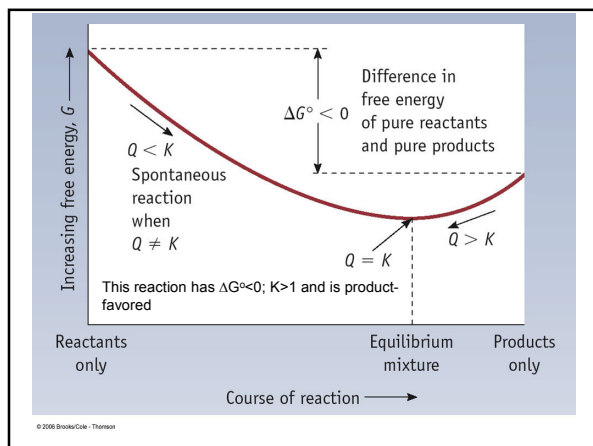 Increasing free energy, G
Difference in
free energy
of pure reactants
and pure products
ΔG° < 0
Q < K
Spontaneous
reaction
when
Q ≠ K
Q = K
Q > K
This reaction has ΔGº<0; K>1 and is product-
favored
Reactants
only
Equilibrium
mixture
Products
only
Course of reaction
© 2006 Brooks/Cole - Thomson